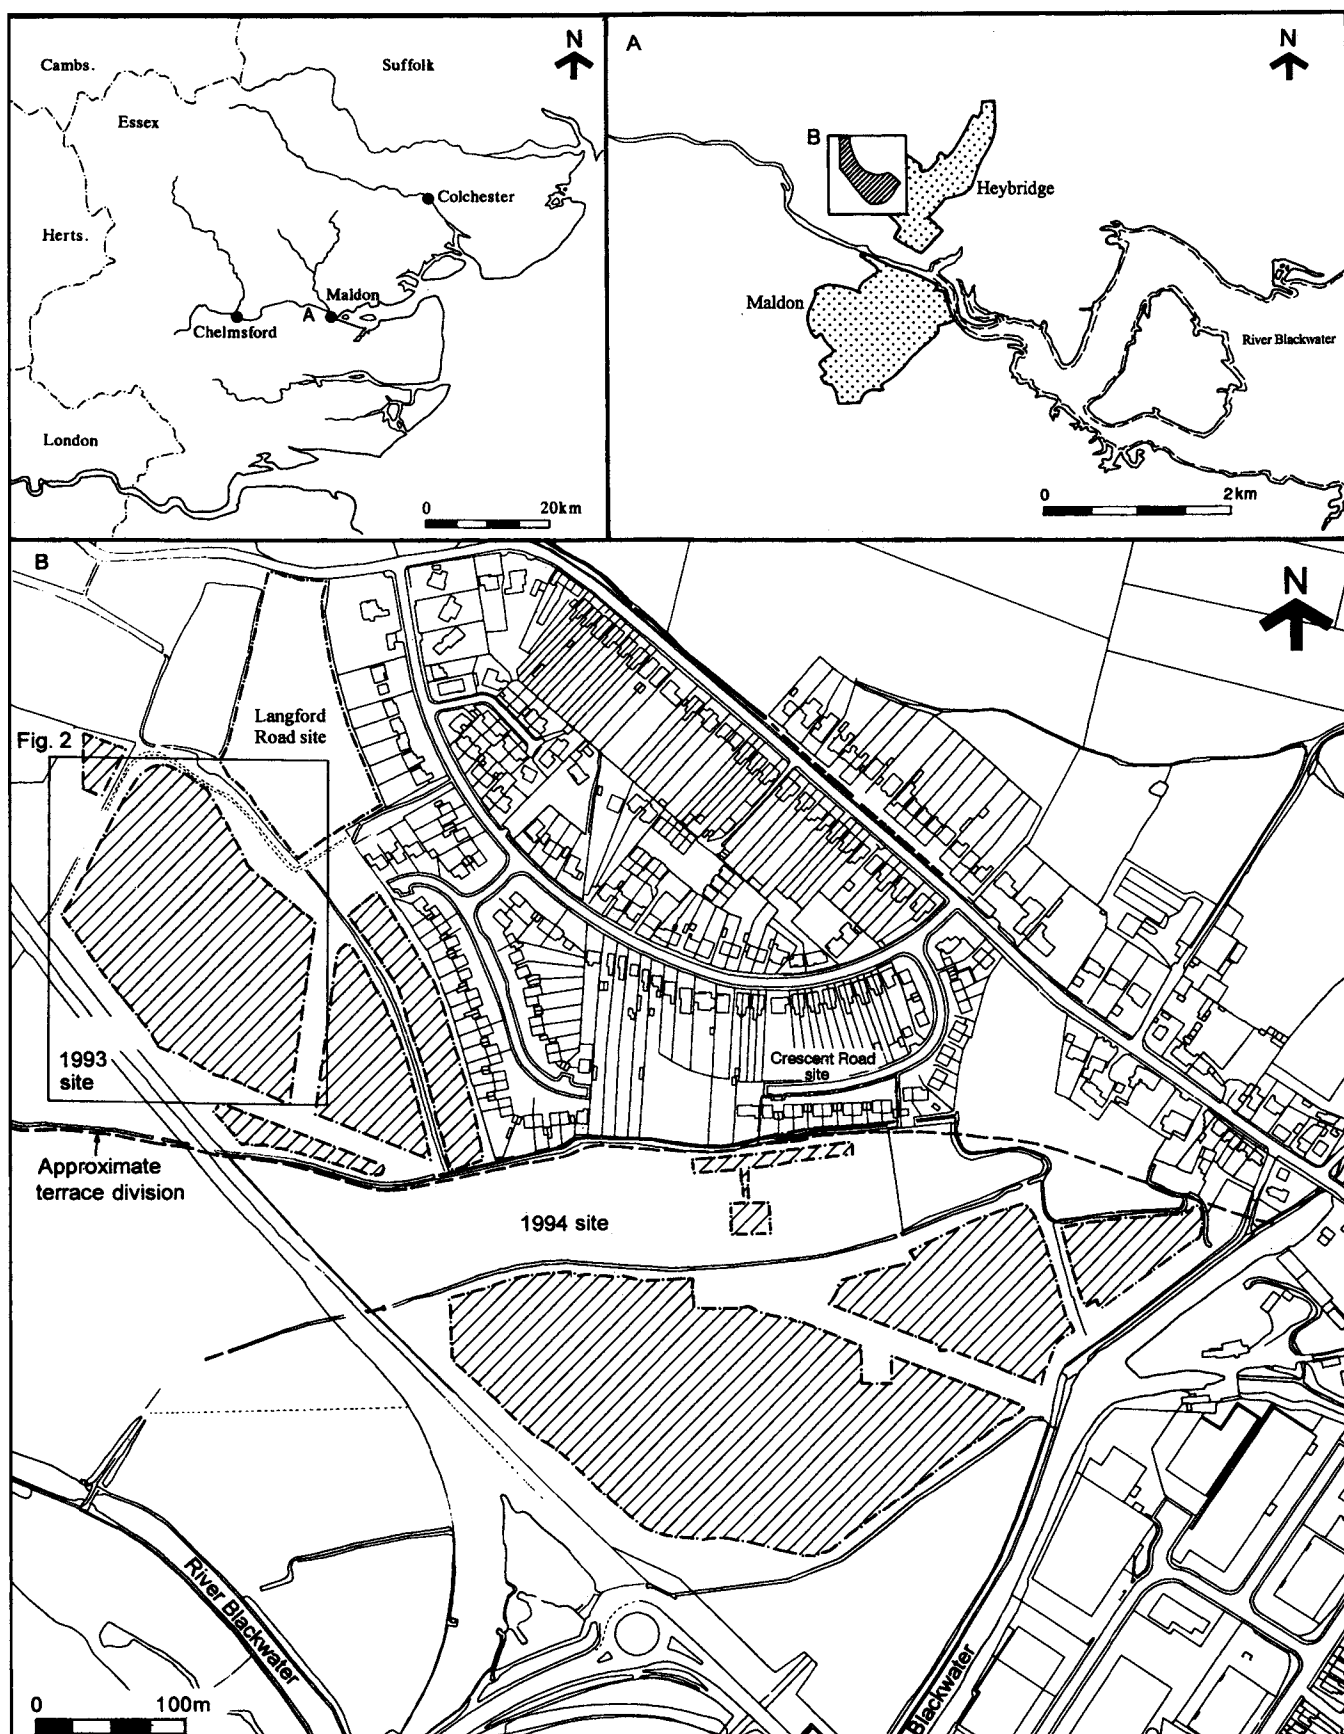 N
Cambs.
Suffolk
Essex
Colchester
Herts.
Maldon
A
Chelmsford
London
0 20km
A
N
B
Heybridge
Maldon
River Blackwater
0 2km
B
N
Langford
Road site
Fig. 2
1993
site
Crescent Road
site
Approximate
terrace division
1994 site
River Blackwater
Blackwater
0 100m